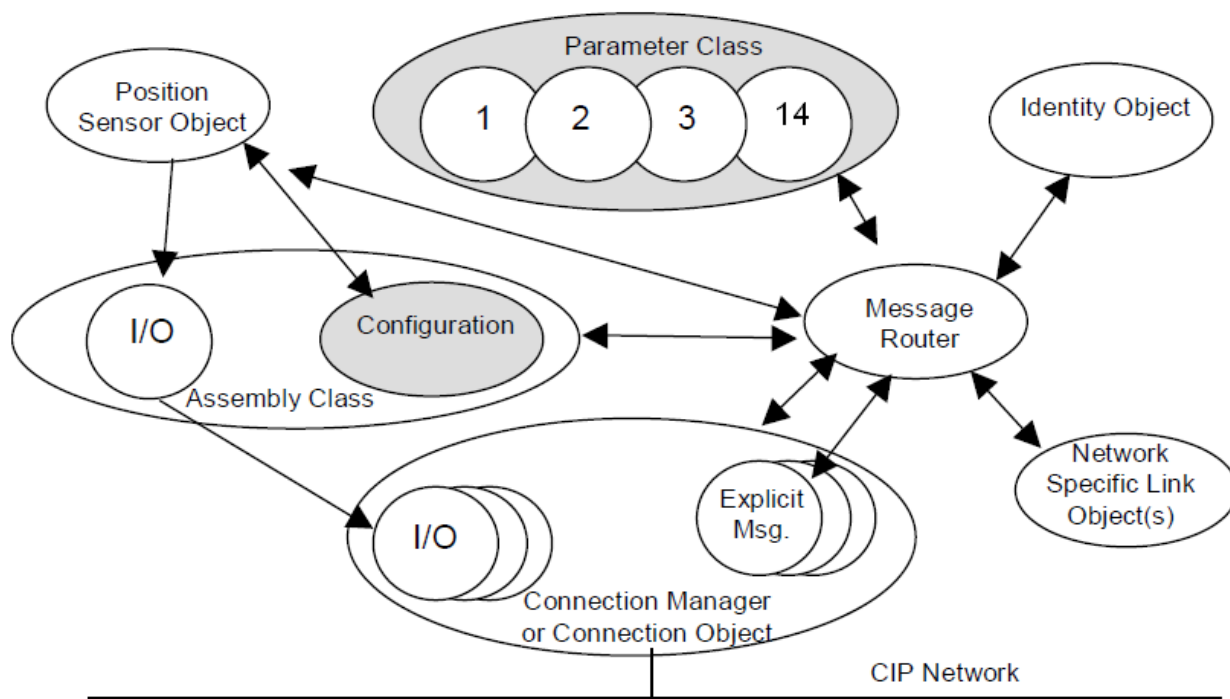 Parameter Class
1 2 3 14
Position
Sensor Object
Identity Object
I/O
Configuration
Assembly Class
Message
Router
I/O
Explicit
Msg.
Network
Specific Link
Object(s)
Connection Manager
or Connection Object
CIP Network